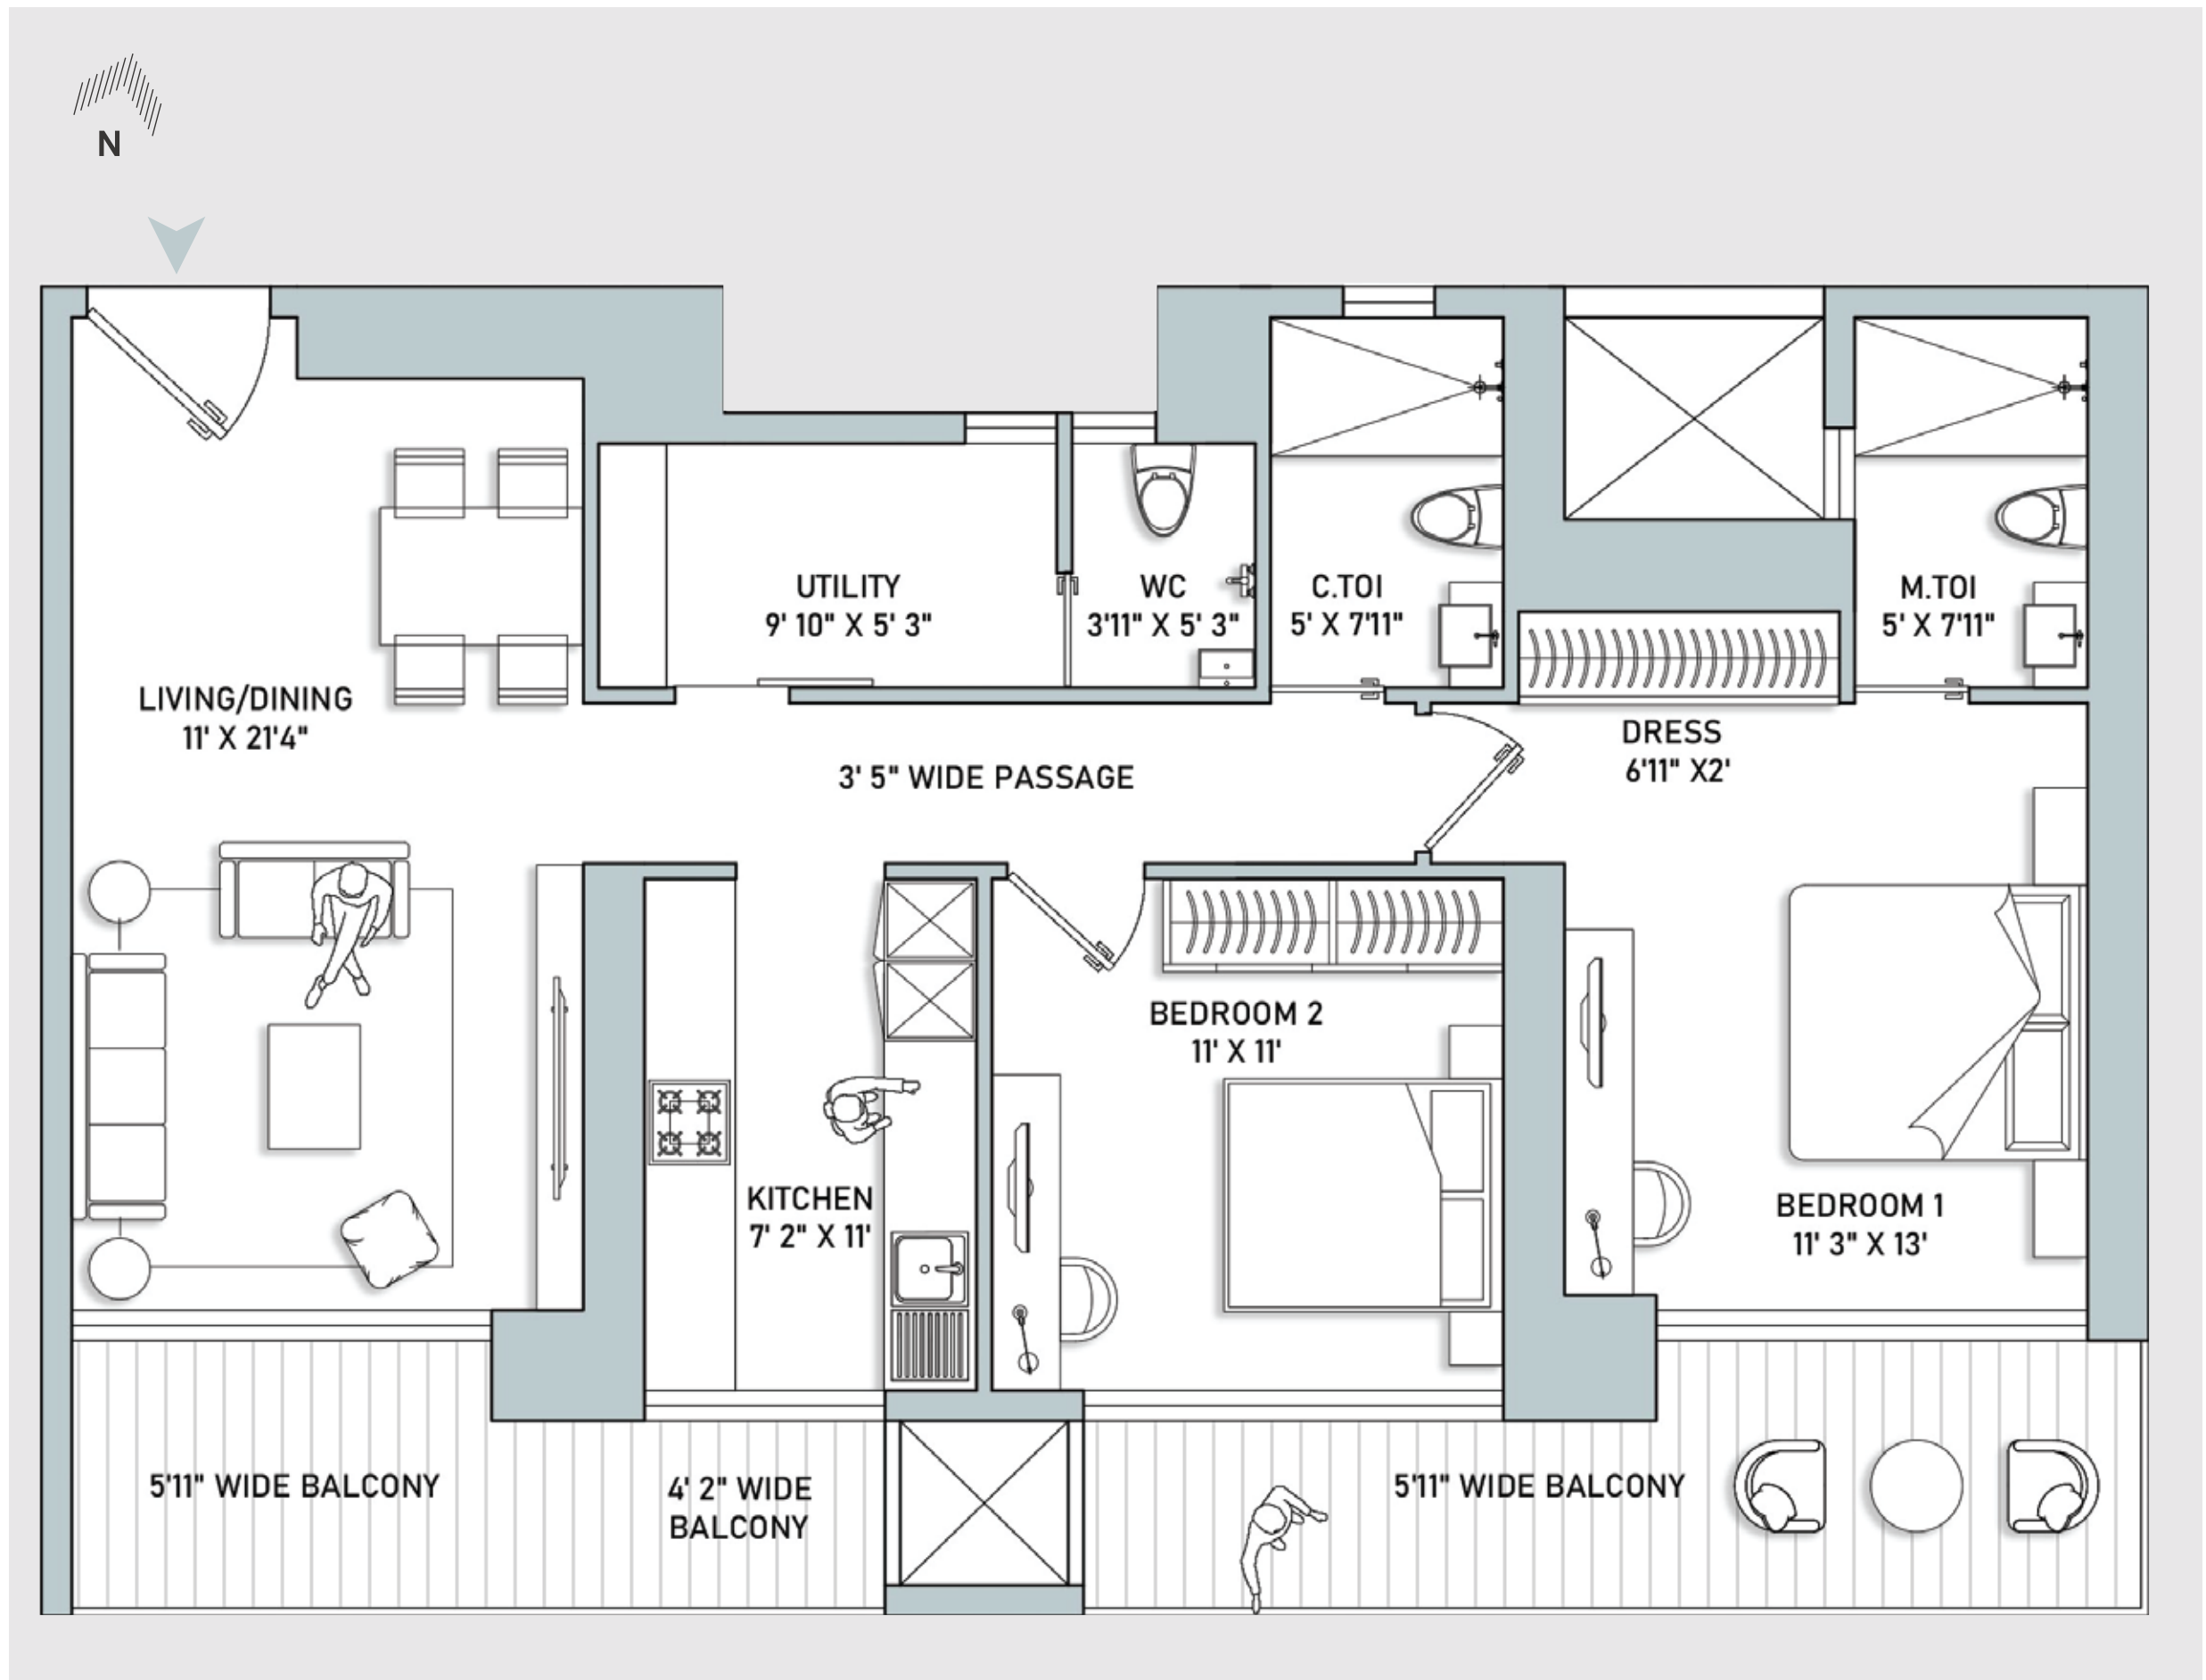 N
UTILITY
9' 10" X 5' 3"
WC
3'11" X 5' 3"
C.TOI
5' X 7'11"
M.TOI
5' X 7'11"
LIVING/DINING
11' X 21'4"
DRESS
6'11" X2'
3' 5" WIDE PASSAGE
BEDROOM 2
11' X 11'
KITCHEN
7' 2" X 11'
BEDROOM 1
11' 3" X 13'
5'11" WIDE BALCONY
4' 2" WIDE
BALCONY
5'11" WIDE BALCONY